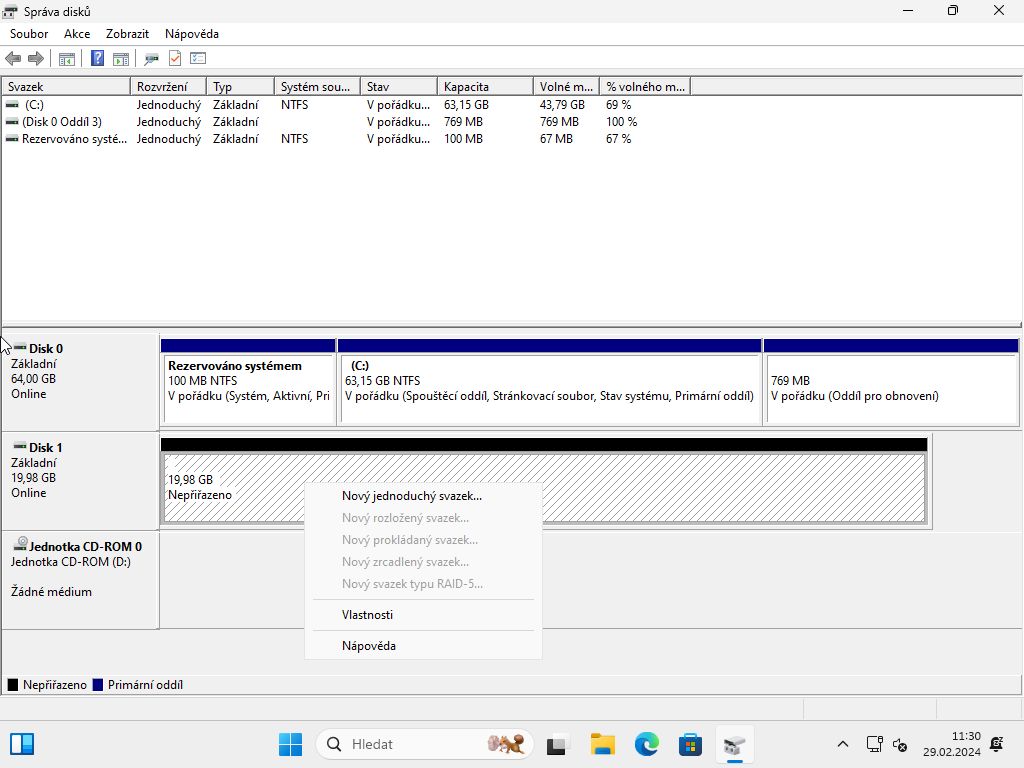 Správa disků
Soubor Akce Zobrazit Nápověda
Svazek Rozvržení Typ Systém sou... Stav Kapacita Volné m... % volného m...
(C:) Jednoduchý Základní NTFS V pořádku... 63,15 GB 43,79 GB 69 %
(Disk 0 Oddíl 3) Jednoduchý Základní V pořádku... 769 MB 769 MB 100 %
Rezervováno systé... Jednoduchý Základní NTFS V pořádku... 100 MB 67 MB 67 %
Disk 0
Základní
64,00 GB
Online
Rezervováno systémem
100 MB NTFS
V pořádku (Systém, Aktivní, Pri
(C:)
63,15 GB NTFS
V pořádku (Spouštěcí oddíl, Stránkovací soubor, Stav systému, Primární oddíl)
769 MB
V pořádku (Oddíl pro obnovení)
Disk 1
Základní
19,98 GB
Online
19,98 GB
Nepřiřazeno
Nový jednoduchý svazek...
Nový rozložený svazek...
Nový prokládaný svazek...
Nový zrcadlený svazek...
Nový svazek typu RAID-5...
Vlastnosti
Nápověda
Jednotka CD-ROM 0
Jednotka CD-ROM (D:)
Žádné médium
Nepřiřazeno Primární oddíl
Hledat
11:30
29.02.2024